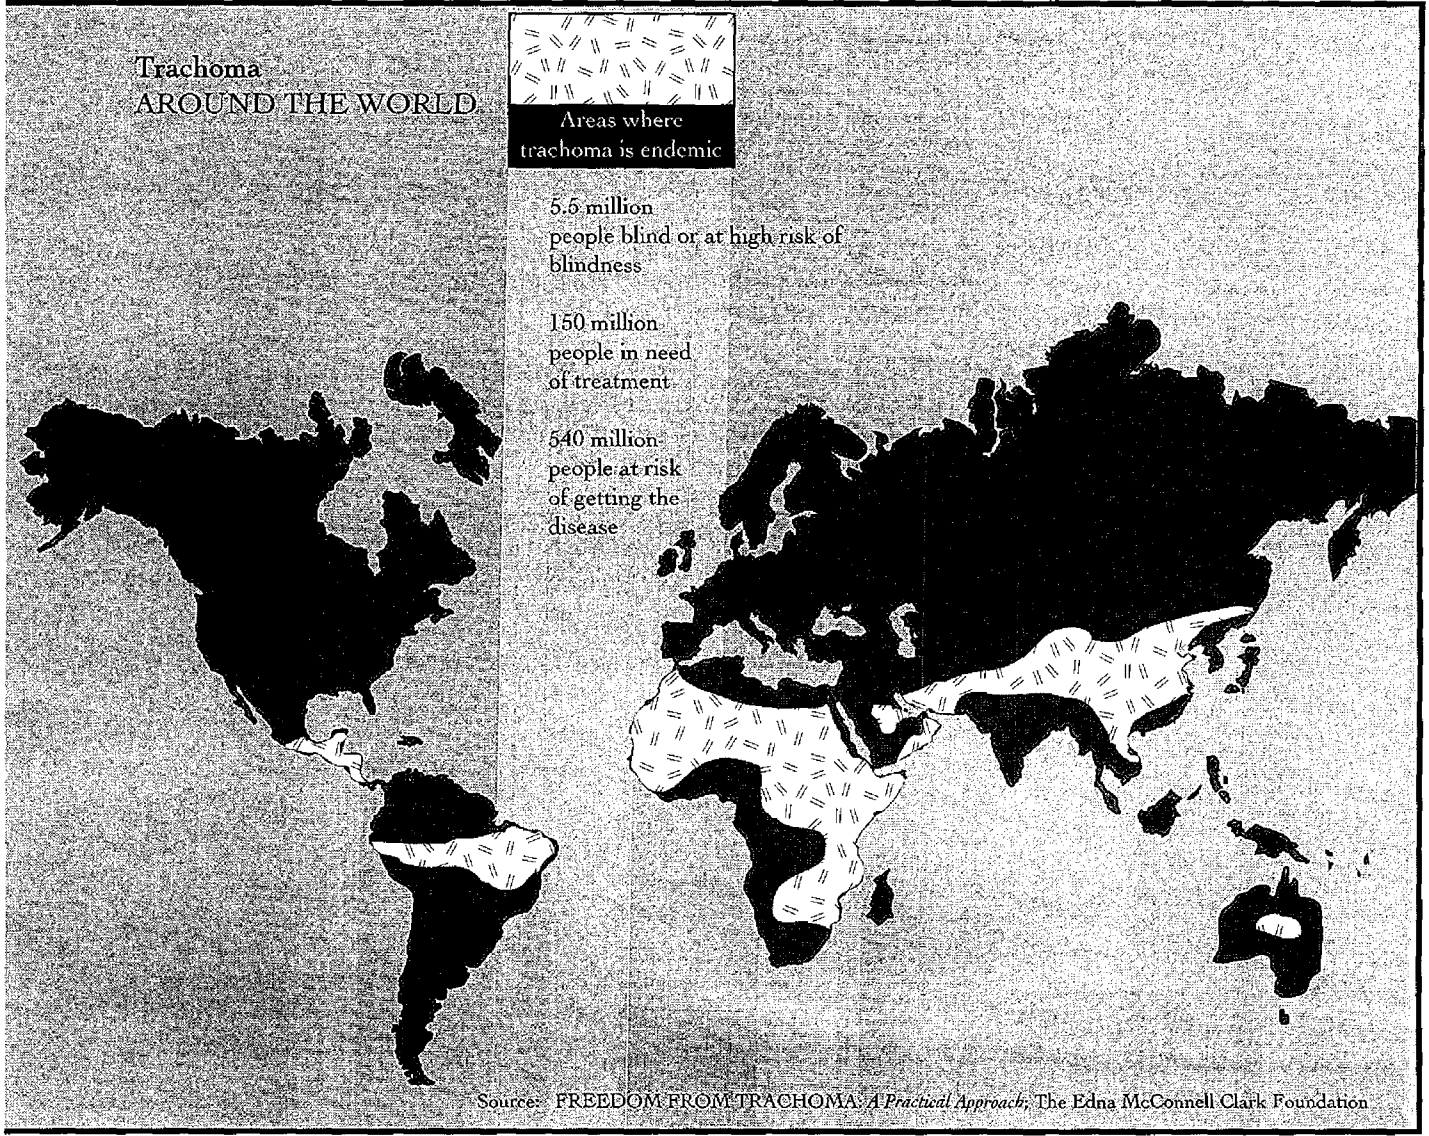 Trachoma
AROUND THE WORLD
Areas where
trachoma is endemic
5.5 million
people blind or at high risk of
blindness
150 million
people in need
of treatment
540 million
people at risk
of getting the
disease
Source: FREEDOM FROM TRACHOMA: A Practical Approach; The Edna McConnell Clark Foundation